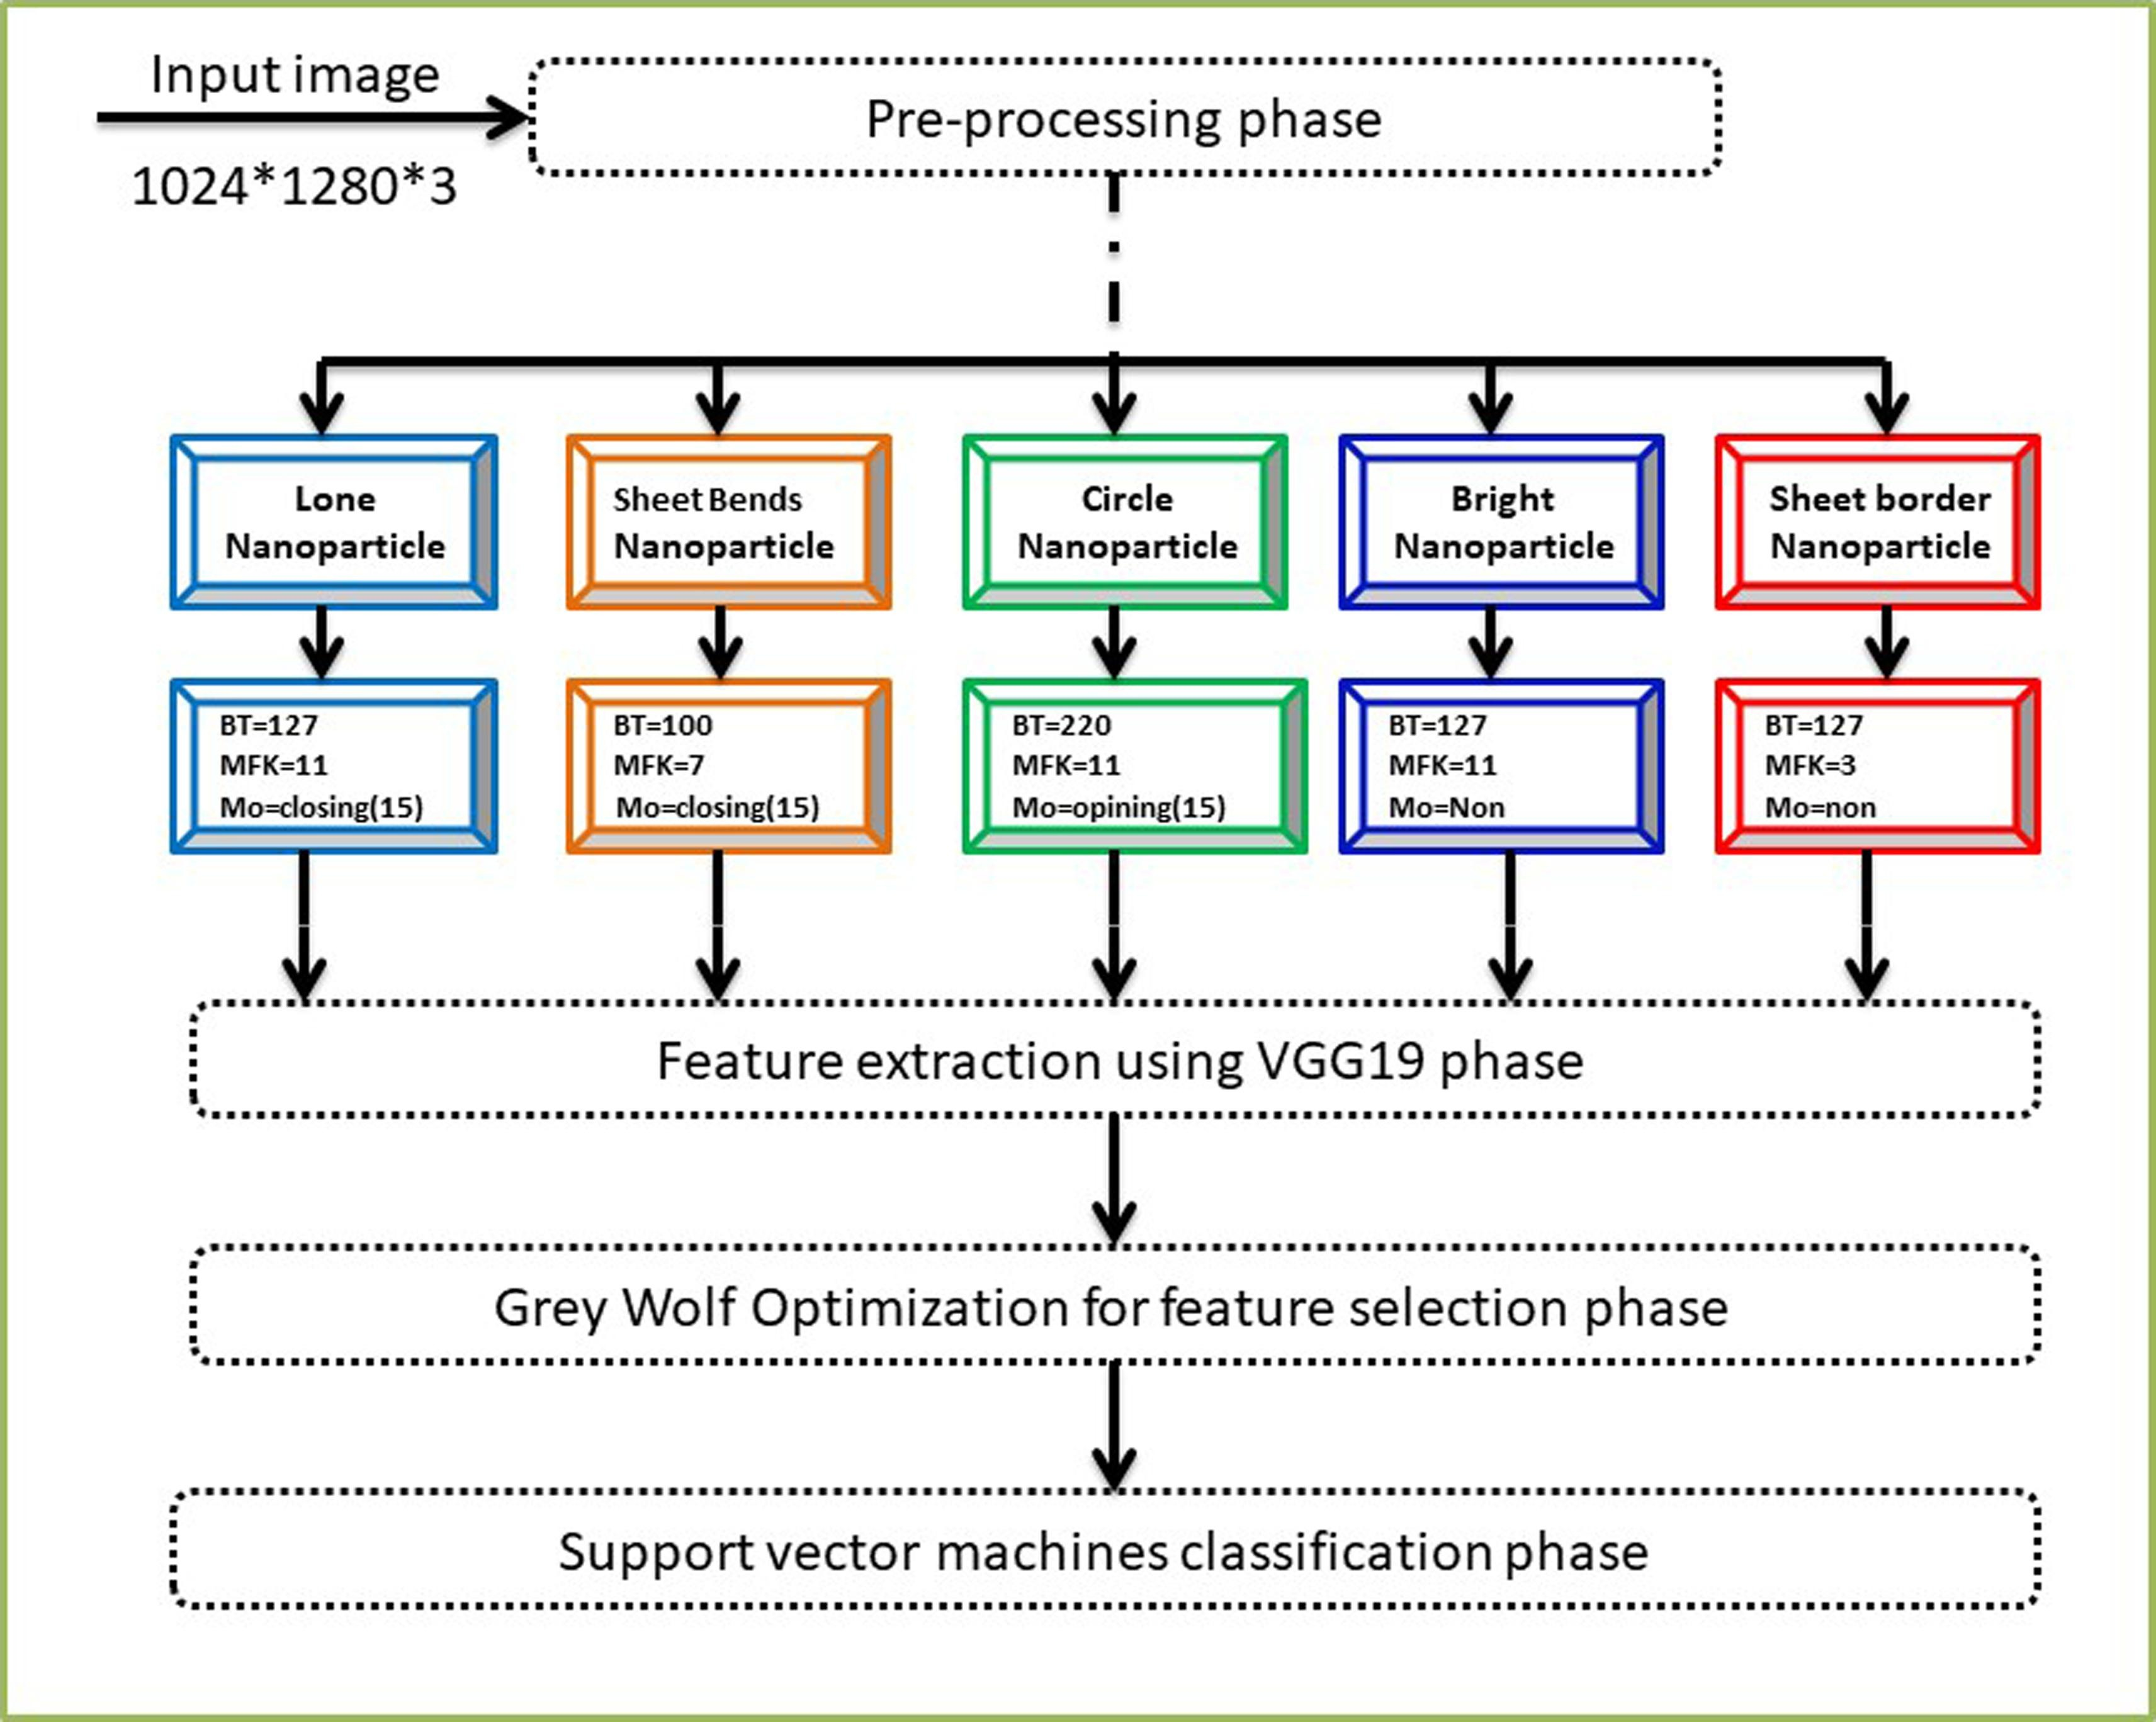 Input image
1024*1280*3
Pre-processing phase
Lone
Nanoparticle
Sheet Bends
Nanoparticle
Circle
Nanoparticle
Bright
Nanoparticle
Sheet border
Nanoparticle
BT=127
MFK=11
Mo=closing(15)
BT=100
MFK=7
Mo=closing(15)
BT=220
MFK=11
Mo=opining(15)
BT=127
MFK=11
Mo=Non
BT=127
MFK=3
Mo=non
Feature extraction using VGG19 phase
Grey Wolf Optimization for feature selection phase
Support vector machines classification phase